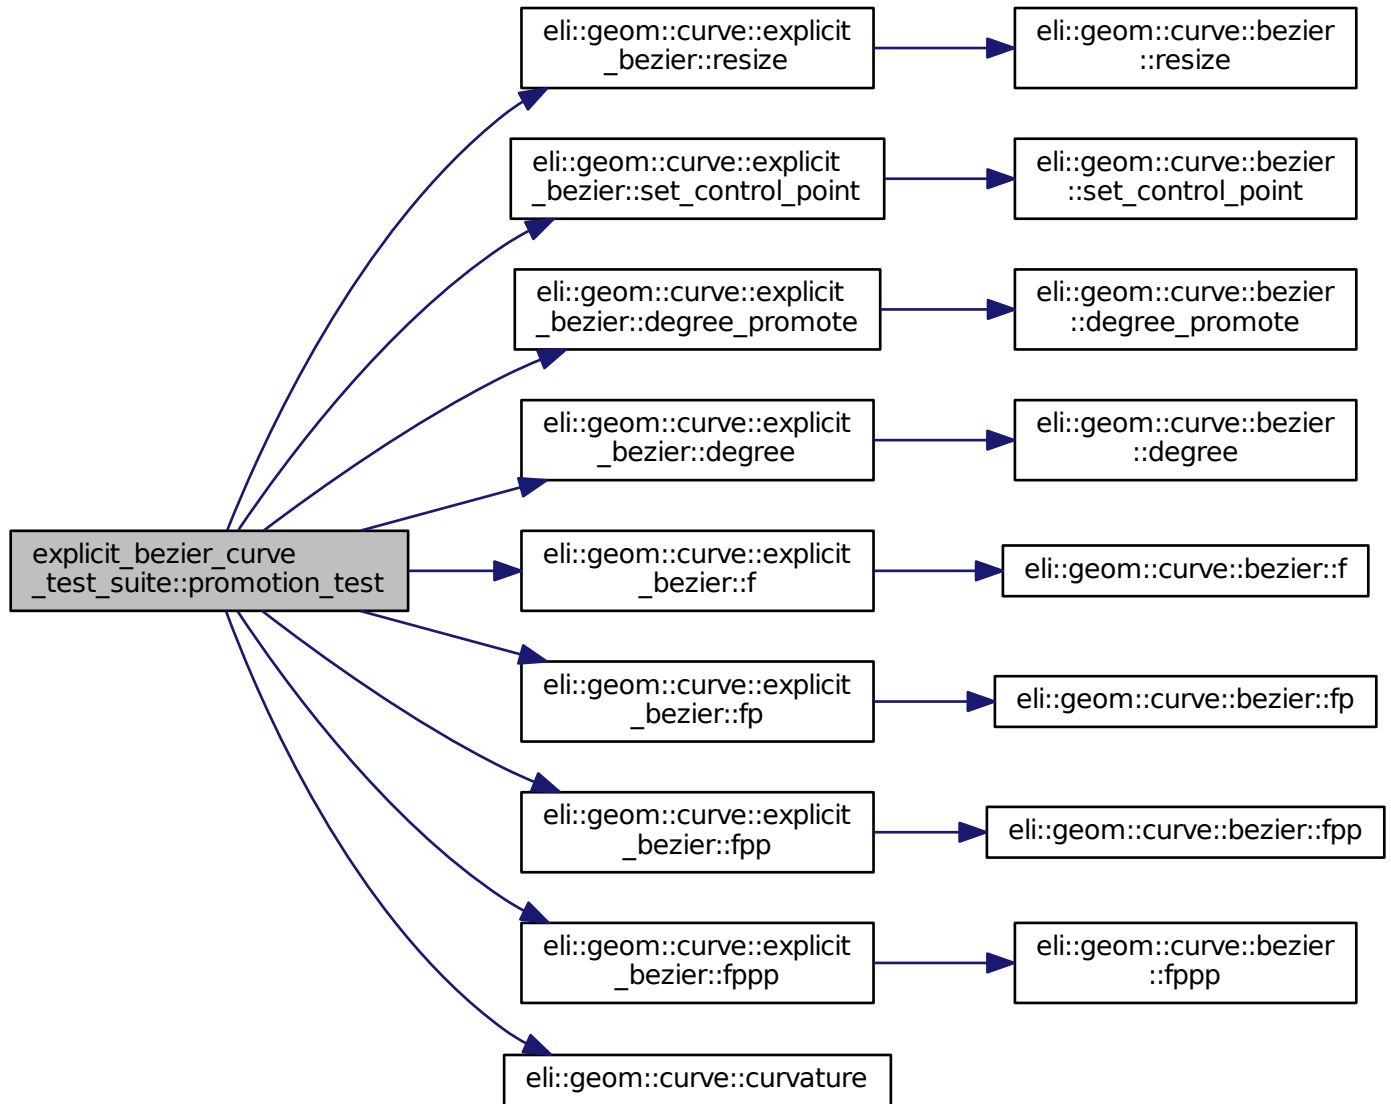 eli::geom::curve::explicit
_bezier::resize
eli::geom::curve::bezier
::resize
eli::geom::curve::explicit
_bezier::set_control_point
eli::geom::curve::bezier
::set_control_point
eli::geom::curve::explicit
_bezier::degree_promote
eli::geom::curve::bezier
::degree_promote
eli::geom::curve::explicit
_bezier::degree
eli::geom::curve::bezier
::degree
explicit_bezier_curve
_test_suite::promotion_test
eli::geom::curve::explicit
_bezier::f
eli::geom::curve::bezier::f
eli::geom::curve::explicit
_bezier::fp
eli::geom::curve::bezier::fp
eli::geom::curve::explicit
_bezier::fpp
eli::geom::curve::bezier::fpp
eli::geom::curve::explicit
_bezier::fppp
eli::geom::curve::bezier
::fppp
eli::geom::curve::curvature